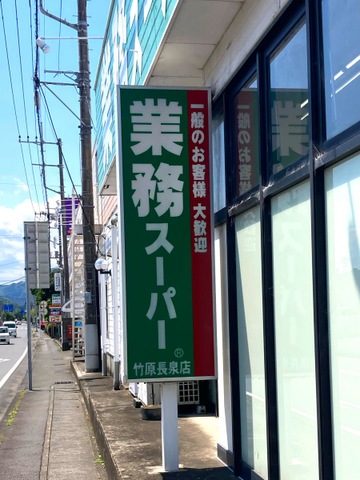 一般のお客様 大歓迎
業務スーパー
®
竹原長泉店